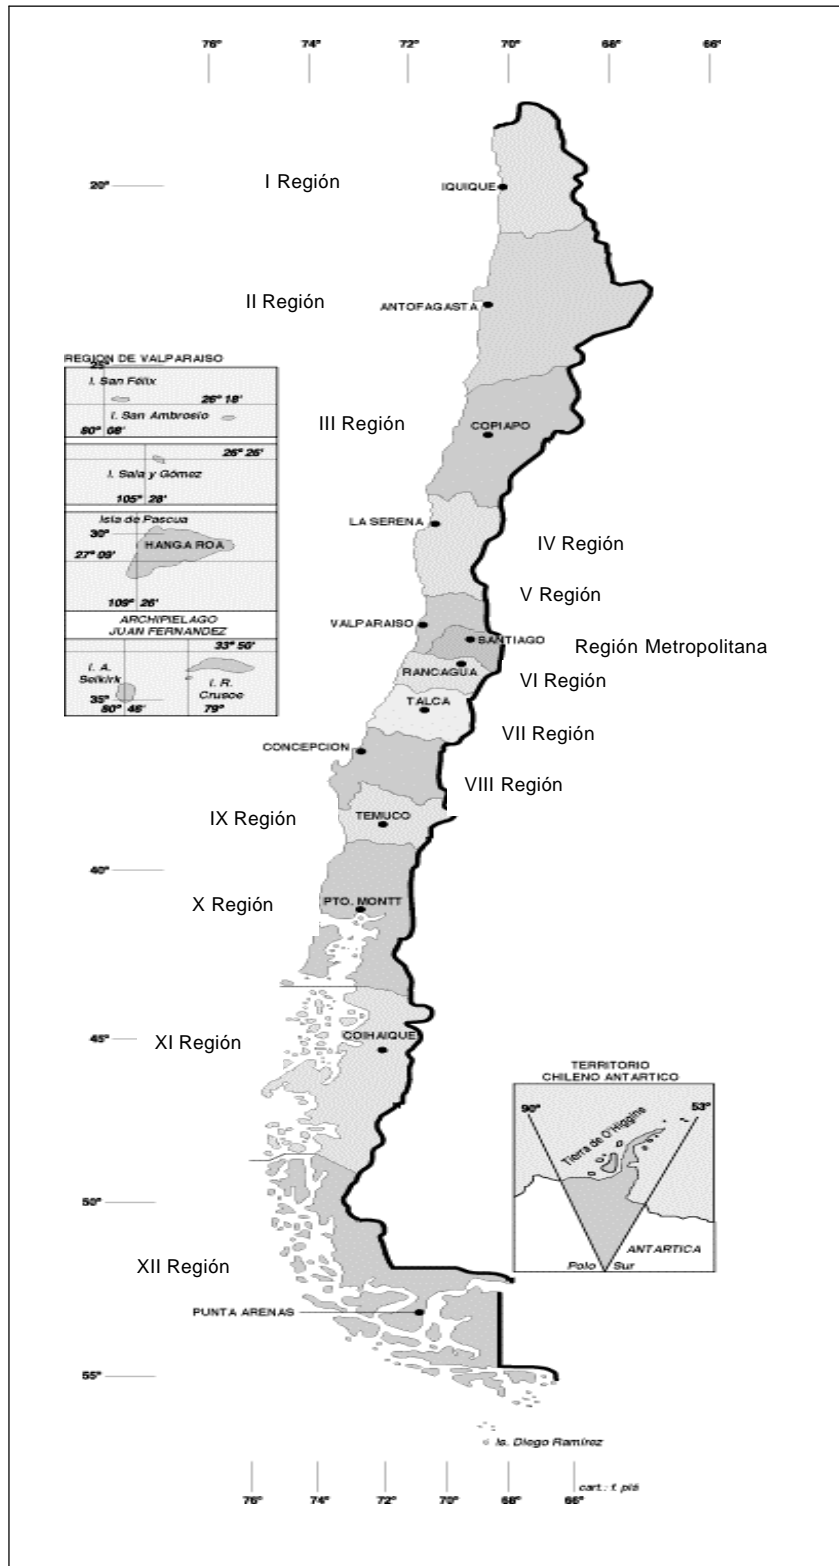 76° 74° 72° 70° 68° 66°
I Región
20°
IQUIQUE
II Región
ANTOFAGASTA
REGION DE VALPARAISO
25°
I. San Félix
26° 18'
I. San Ambrosio
80° 08'
III Región
COPIAPO
26° 26'
I. Sala y Gómez
105° 28'
Isla de Pascua
30°
HANGA ROA
27° 09'
109° 26'
LA SERENA
IV Región
V Región
ARCHIPIELAGO
JUAN FERNANDEZ
33° 50'
I. A.
Selkirk
I. R.
Crusoe
35°
80° 46' 79°
VALPARAISO
SANTIAGO
Región Metropolitana
RANCAGUA
VI Región
TALCA
VII Región
CONCEPCION
VIII Región
IX Región
TEMUCO
40°
X Región
PTO. MONTT
45°
XI Región
COIHAIQUE
TERRITORIO
CHILENO ANTARTICO
90° 53°
Tierra de O'Higgins
ANTARTICA
Polo Sur
50°
XII Región
PUNTA ARENAS
55°
Is. Diego Ramírez
cart.: f. plá
76° 74° 72° 70° 68° 66°